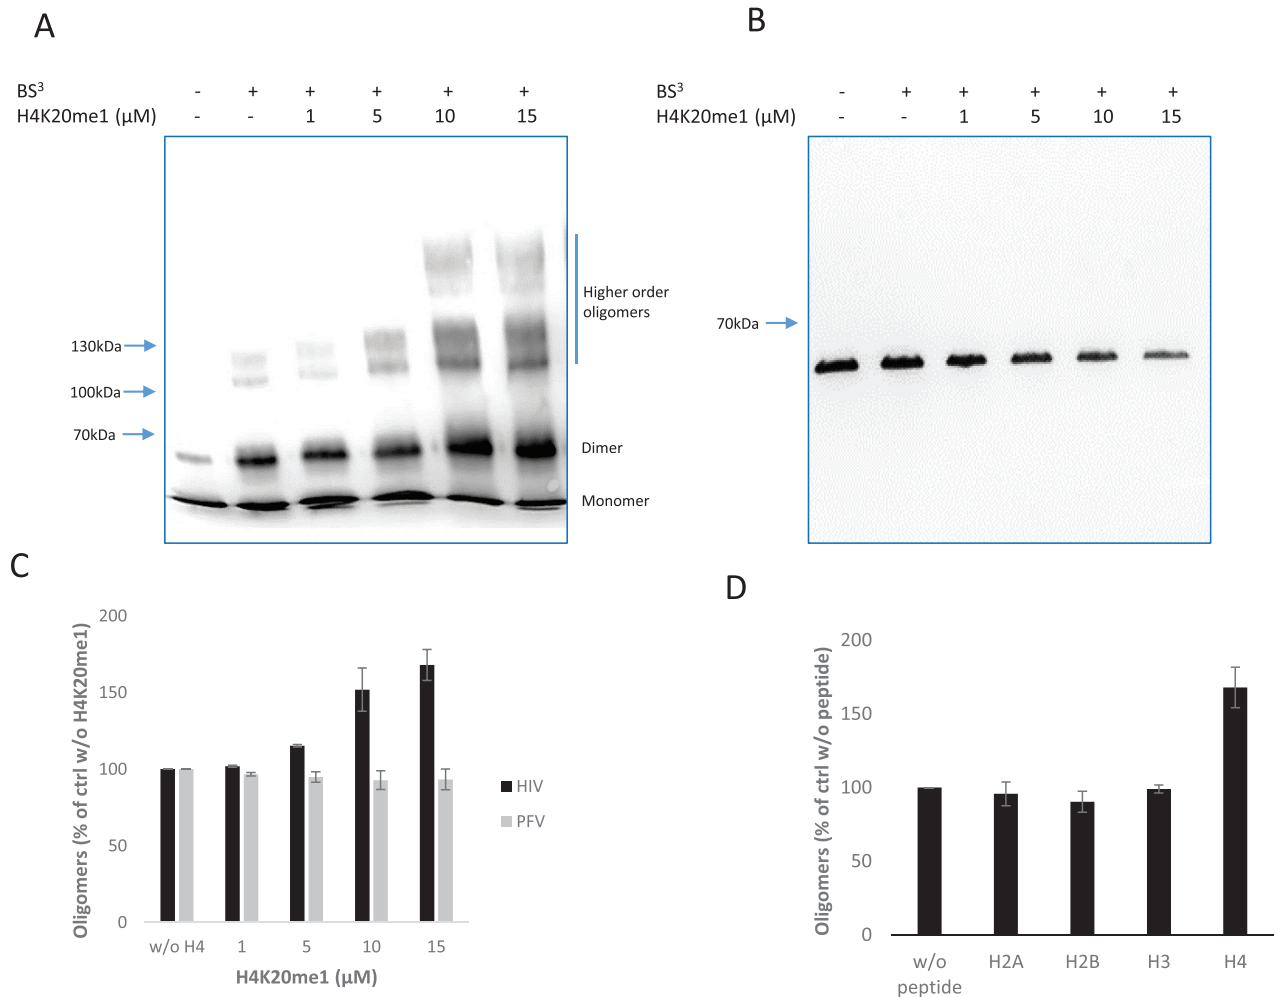 A
BS³ - + + + + +
H4K20me1 (µM) - - 1 5 10 15
130kDa
100kDa
70kDa
Higher order
oligomers
Dimer
Monomer
B
BS³ - + + + + +
H4K20me1 (µM) - - 1 5 10 15
70kDa
C
Oligomers (% of ctrl w/o H4K20me1)
200
150
100
50
0
w/o H4 1 5 10 15
H4K20me1 (µM)
HIV
PFV
D
Oligomers (% of ctrl w/o peptide)
200
150
100
50
0
w/o H2A H2B H3 H4
peptide